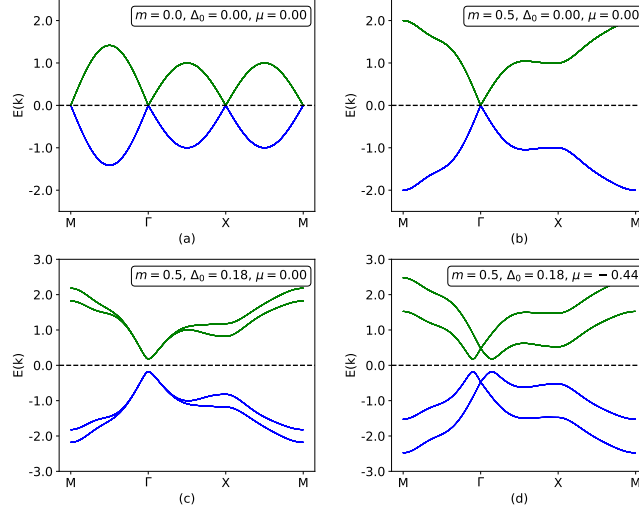 m = 0.0, Δ₀ = 0.00, μ = 0.00
E(k)
2.0
1.0
0.0
-1.0
-2.0
M Γ X M
(a)
m = 0.5, Δ₀ = 0.00, μ = 0.00
E(k)
2.0
1.0
0.0
-1.0
-2.0
M Γ X M
(b)
m = 0.5, Δ₀ = 0.18, μ = 0.00
E(k)
3.0
2.0
1.0
0.0
-1.0
-2.0
-3.0
M Γ X M
(c)
m = 0.5, Δ₀ = 0.18, μ = −0.44
E(k)
3.0
2.0
1.0
0.0
-1.0
-2.0
-3.0
M Γ X M
(d)